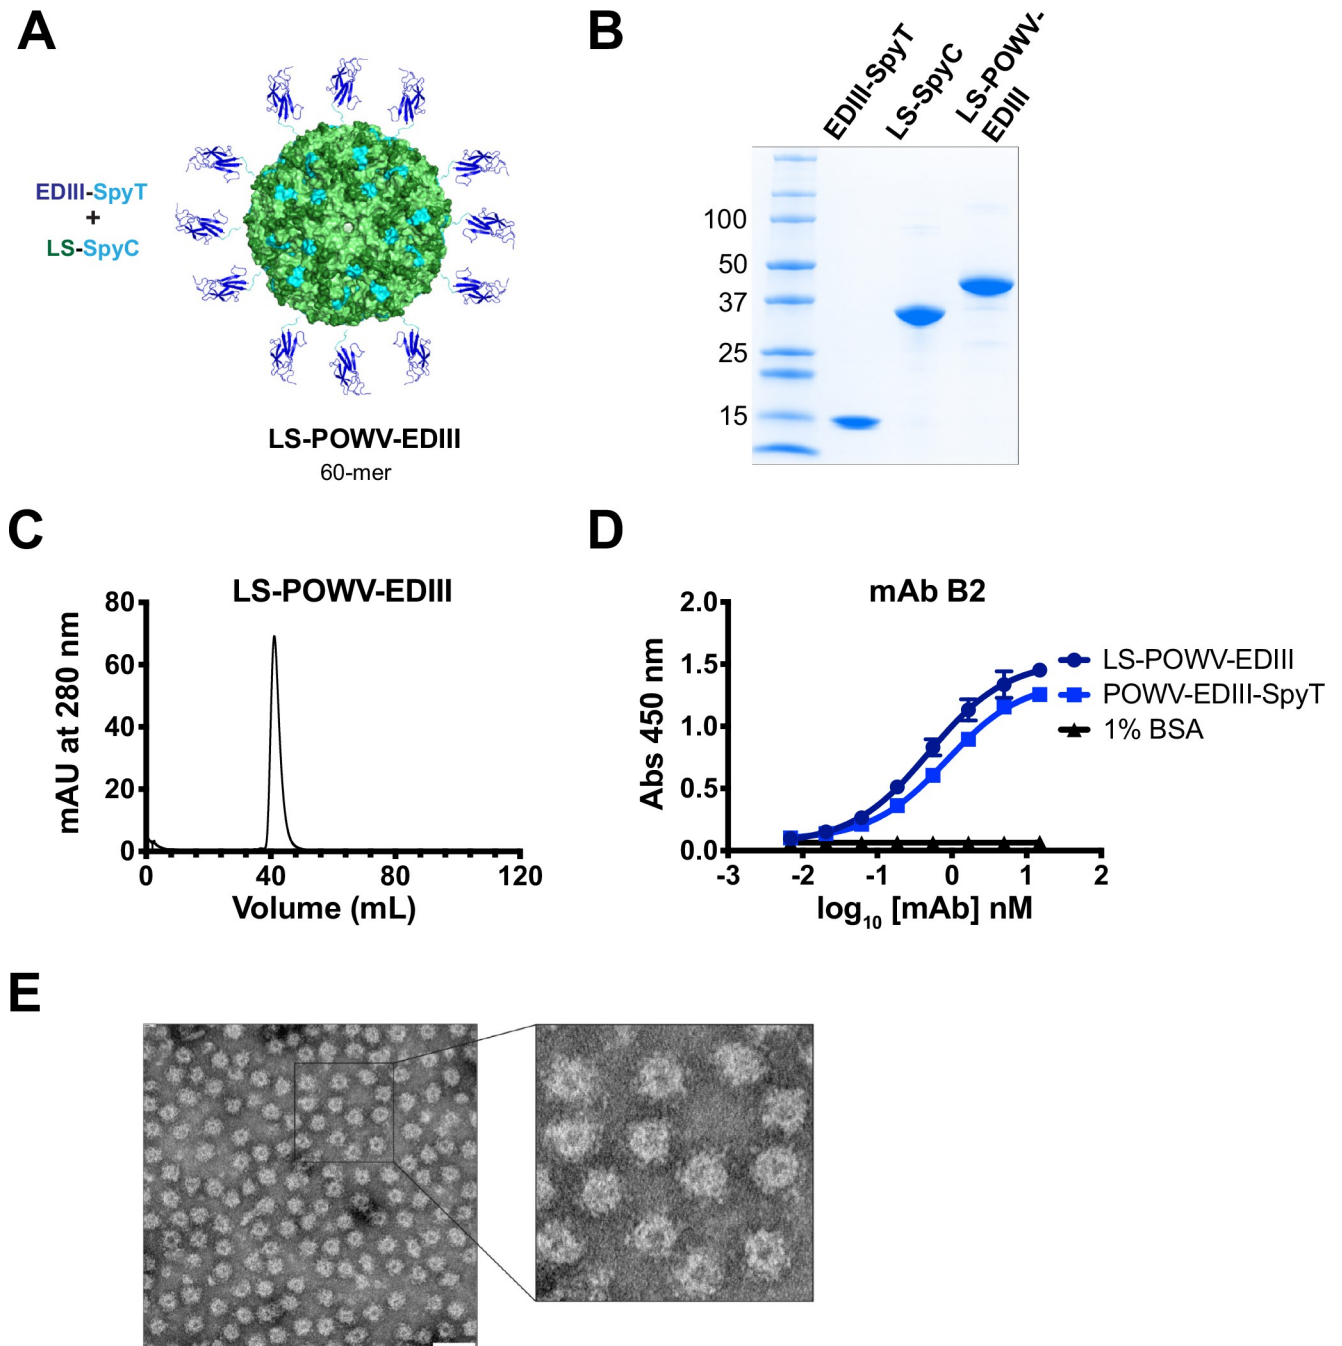 A
EDIII-SpyT
+
LS-SpyC
LS-POWV-EDIII
60-mer
B
EDIII-SpyT
LS-SpyC
LS-POWV-
EDIII
100
50
37
25
15
C
LS-POWV-EDIII
mAU at 280 nm
80
60
40
20
0
0 40 80 120
Volume (mL)
D
mAb B2
Abs 450 nm
2.0
1.5
1.0
0.5
0.0
-3 -2 -1 0 1 2
log₁₀ [mAb] nM
LS-POWV-EDIII
POWV-EDIII-SpyT
1% BSA
E